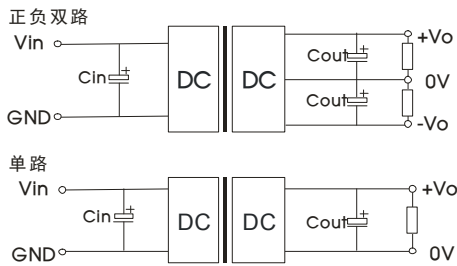 正负双路
Vin
+Vo
Cout
Cin
DC DC
0V
Cout
GND
-Vo
单路
Vin
+Vo
Cin
DC DC
Cout
GND
0V